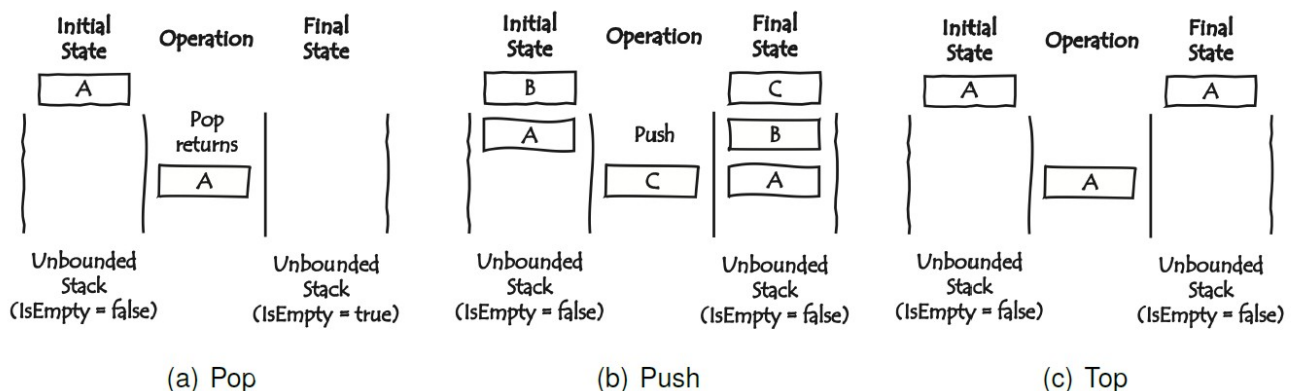 Initial
State
Operation
Final
State
A
Pop
returns
A
Unbounded
Stack
(IsEmpty = false)
Unbounded
Stack
(IsEmpty = true)
(a) Pop
Initial
State
Operation
Final
State
B
A
Push
C
C
B
A
Unbounded
Stack
(IsEmpty = false)
Unbounded
Stack
(IsEmpty = false)
(b) Push
Initial
State
Operation
Final
State
A
A
A
Unbounded
Stack
(IsEmpty = false)
Unbounded
Stack
(IsEmpty = false)
(c) Top